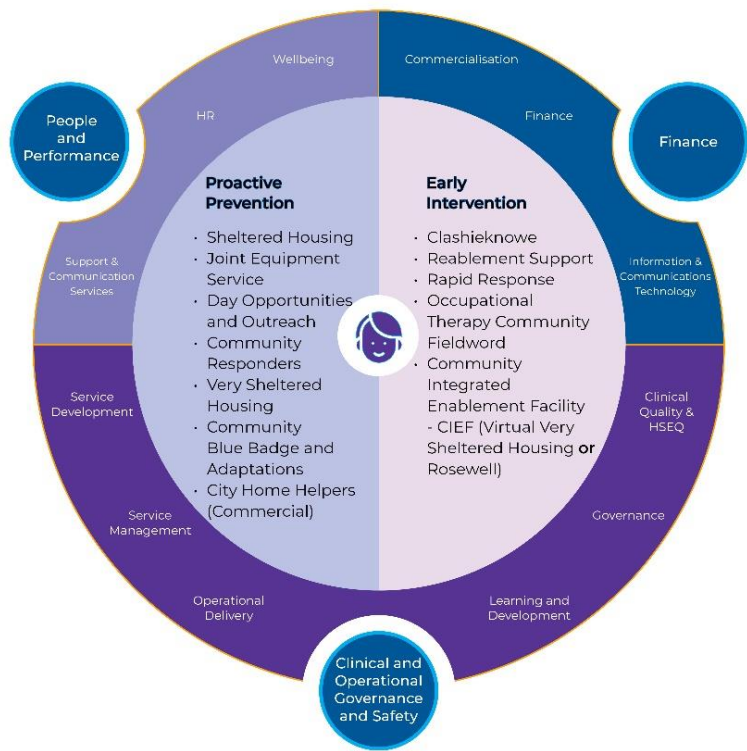 Wellbeing
Commercialisation
HR
Finance
People
and
Performance
Finance
Proactive
Prevention
· Sheltered Housing
· Joint Equipment
Service
· Day Opportunities
and Outreach
· Community
Responders
· Very Sheltered
Housing
· Community
Blue Badge and
Adaptations
· City Home Helpers
(Commercial)
Early
Intervention
· Clashieknowe
· Reablement Support
· Rapid Response
· Occupational
Therapy Community
Fieldword
· Community
Integrated
Enablement Facility
- CIEF (Virtual Very
Sheltered Housing or
Rosewell)
Support &
Communication
Services
Information &
Communications
Technology
Service
Development
Clinical
Quality &
HSEQ
Service
Management
Governance
Operational
Delivery
Learning and
Development
Clinical and
Operational
Governance
and Safety